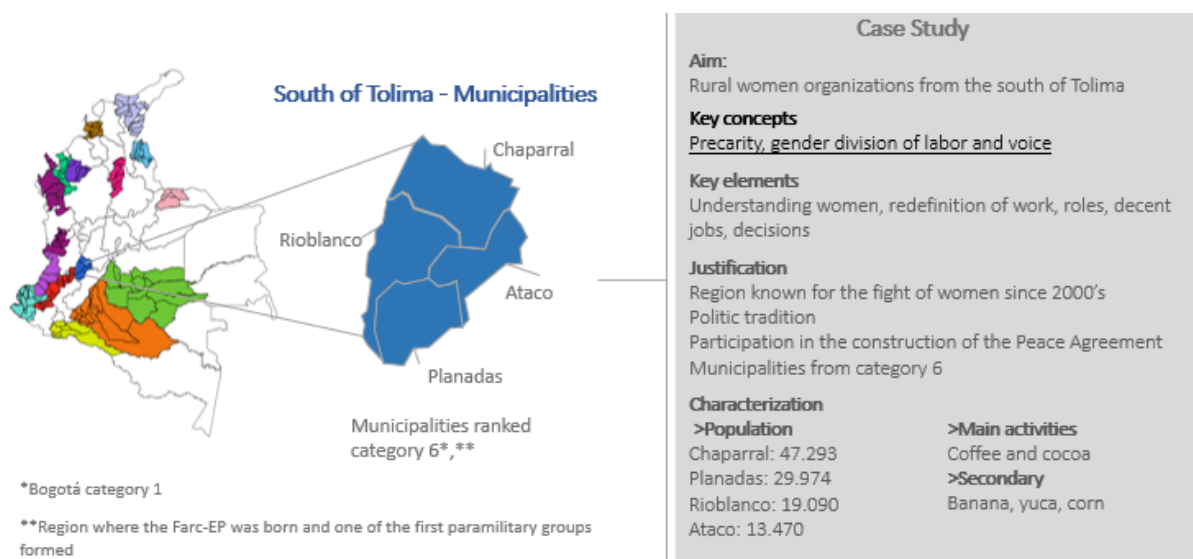 South of Tolima - Municipalities
Chaparral
Rioblanco
Ataco
Planadas
Municipalities ranked
category 6*,**
*Bogotá category 1
**Region where the Farc-EP was born and one of the first paramilitary groups
formed
Case Study
Aim:
Rural women organizations from the south of Tolima
Key concepts
Precarity, gender division of labor and voice
Key elements
Understanding women, redefinition of work, roles, decent
jobs, decisions
Justification
Region known for the fight of women since 2000's
Politic tradition
Participation in the construction of the Peace Agreement
Municipalities from category 6
Characterization
>Population
Chaparral: 47.293
Planadas: 29.974
Rioblanco: 19.090
Ataco: 13.470
>Main activities
Coffee and cocoa
>Secondary
Banana, yuca, corn